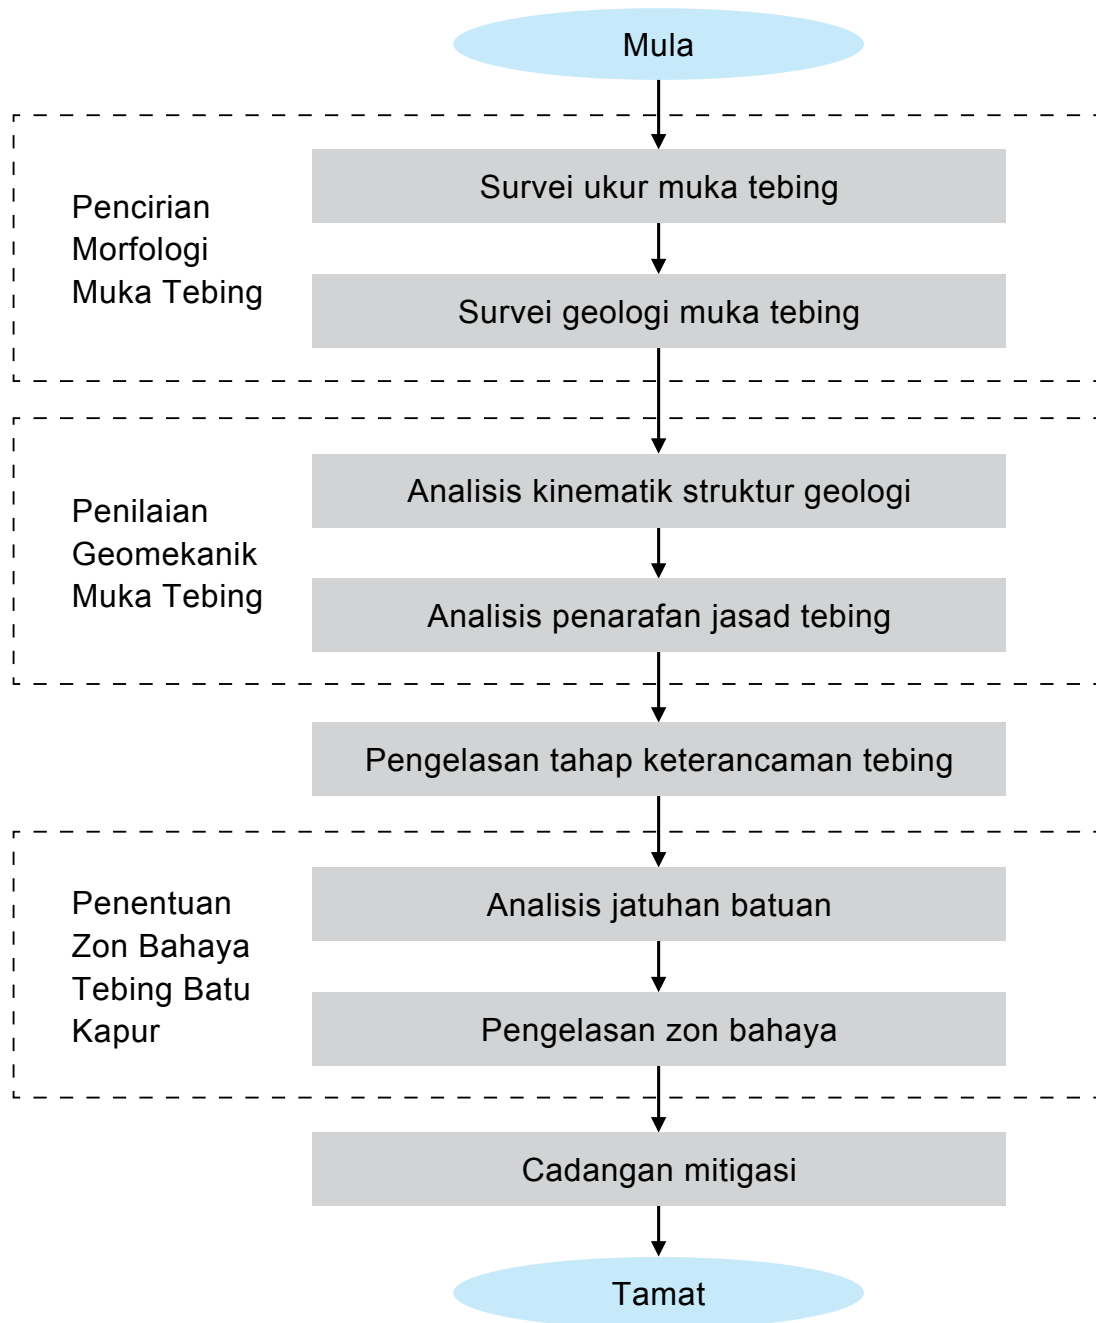 Mula
Pencirian
Morfologi
Muka Tebing
Survei ukur muka tebing
Survei geologi muka tebing
Penilaian
Geomekanik
Muka Tebing
Analisis kinematik struktur geologi
Analisis penarafan jasad tebing
Pengelasan tahap keterancaman tebing
Penentuan
Zon Bahaya
Tebing Batu
Kapur
Analisis jatuhan batuan
Pengelasan zon bahaya
Cadangan mitigasi
Tamat